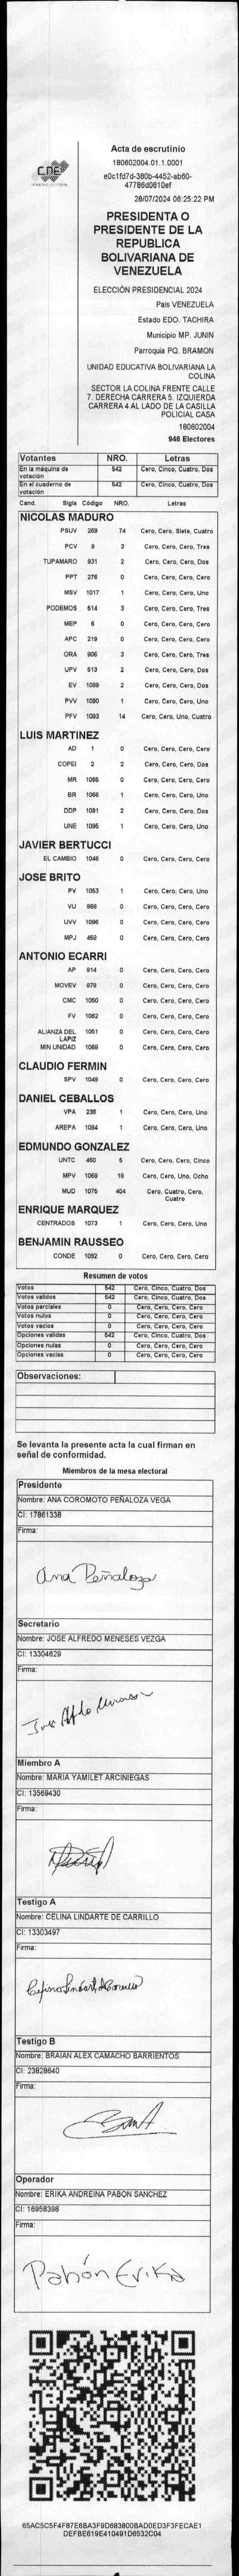 CNE
Acta de escrutinio
180602004.01.1.0001
e0c1fd7d-380b-4452-ab60-
47786d0610ef
28/07/2024 06:25:22 PM
PRESIDENTA O
PRESIDENTE DE LA
REPUBLICA
BOLIVARIANA DE
VENEZUELA
ELECCIÓN PRESIDENCIAL 2024
Pais VENEZUELA
Estado EDO. TACHIRA
Municipio MP. JUNIN
Parroquia PQ. BRAMON
UNIDAD EDUCATIVA BOLIVARIANA LA
COLINA
SECTOR LA COLINA FRENTE CALLE
7. DERECHA CARRERA 5. IZQUIERDA
CARRERA 4 AL LADO DE LA CASILLA
POLICIAL CASA
180602004
946 Electores
Votantes NRO. Letras
En la máquina de votación 542 Cero, Cinco, Cuatro, Dos
En el cuaderno de votación 542 Cero, Cinco, Cuatro, Dos
Cand. Sigla Código NRO. Letras
NICOLAS MADURO
PSUV 269 74 Cero, Cero, Siete, Cuatro
PCV 9 3 Cero, Cero, Cero, Tres
TUPAMARO 931 2 Cero, Cero, Cero, Dos
PPT 276 0 Cero, Cero, Cero, Cero
MSV 1017 1 Cero, Cero, Cero, Uno
PODEMOS 514 3 Cero, Cero, Cero, Tres
MEP 6 0 Cero, Cero, Cero, Cero
APC 219 0 Cero, Cero, Cero, Cero
ORA 906 3 Cero, Cero, Cero, Tres
UPV 513 2 Cero, Cero, Cero, Dos
EV 1089 2 Cero, Cero, Cero, Dos
PVV 1090 1 Cero, Cero, Cero, Uno
PFV 1093 14 Cero, Cero, Uno, Cuatro
LUIS MARTINEZ
AD 1 0 Cero, Cero, Cero, Cero
COPEI 2 2 Cero, Cero, Cero, Dos
MR 1065 0 Cero, Cero, Cero, Cero
BR 1066 1 Cero, Cero, Cero, Uno
DDP 1091 2 Cero, Cero, Cero, Dos
UNE 1095 1 Cero, Cero, Cero, Uno
JAVIER BERTUCCI
EL CAMBIO 1048 0 Cero, Cero, Cero, Cero
JOSE BRITO
PV 1053 1 Cero, Cero, Cero, Uno
VU 868 0 Cero, Cero, Cero, Cero
UVV 1096 0 Cero, Cero, Cero, Cero
MPJ 458 0 Cero, Cero, Cero, Cero
ANTONIO ECARRI
AP 814 0 Cero, Cero, Cero, Cero
MOVEV 878 0 Cero, Cero, Cero, Cero
CMC 1050 0 Cero, Cero, Cero, Cero
FV 1062 0 Cero, Cero, Cero, Cero
ALIANZA DEL LAPIZ 1051 0 Cero, Cero, Cero, Cero
MIN UNIDAD 1068 0 Cero, Cero, Cero, Cero
CLAUDIO FERMIN
SPV 1049 0 Cero, Cero, Cero, Cero
DANIEL CEBALLOS
VPA 236 1 Cero, Cero, Cero, Uno
AREPA 1094 1 Cero, Cero, Cero, Uno
EDMUNDO GONZALEZ
UNTC 460 5 Cero, Cero, Cero, Cinco
MPV 1069 18 Cero, Cero, Uno, Ocho
MUD 1075 404 Cero, Cuatro, Cero, Cuatro
ENRIQUE MARQUEZ
CENTRADOS 1073 1 Cero, Cero, Cero, Uno
BENJAMIN RAUSSEO
CONDE 1092 0 Cero, Cero, Cero, Cero
Resumen de votos
Votos 542 Cero, Cinco, Cuatro, Dos
Votos validos 542 Cero, Cinco, Cuatro, Dos
Votos parciales 0 Cero, Cero, Cero, Cero
Votos nulos 0 Cero, Cero, Cero, Cero
Votos vacios 0 Cero, Cero, Cero, Cero
Opciones validas 542 Cero, Cinco, Cuatro, Dos
Opciones nulas 0 Cero, Cero, Cero, Cero
Opciones vacias 0 Cero, Cero, Cero, Cero
Observaciones:
Se levanta la presente acta la cual firman en
señal de conformidad.
Miembros de la mesa electoral
Presidente
Nombre: ANA COROMOTO PEÑALOZA VEGA
CI: 17861338
Firma:
Ana Peñaloza
Secretario
Nombre: JOSE ALFREDO MENESES VEZGA
CI: 13304629
Firma:
Miembro A
Nombre: MARIA YAMILET ARCINIEGAS
CI: 13569430
Firma:
Testigo A
Nombre: CELINA LINDARTE DE CARRILLO
CI: 13303497
Firma:
Testigo B
Nombre: BRAIAN ALEX CAMACHO BARRIENTOS
CI: 23828640
Firma:
Operador
Nombre: ERIKA ANDREINA PABON SANCHEZ
CI: 16958398
Firma:
Pabón Erika
65AC5C5F4F87E6BA3F9D683800BAD0ED3F3FECAE1
DEFBE619E410491D6532C04